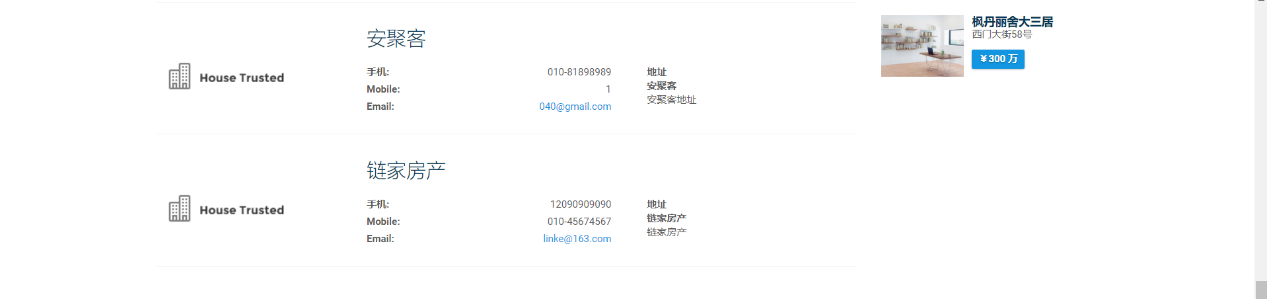 安聚客
House Trusted
手机: 010-81898989
Mobile: 1
Email: 040@gmail.com
地址
安聚客
安聚客地址
链家房产
House Trusted
手机: 12090909090
Mobile: 010-45674567
Email: linke@163.com
地址
链家房产
链家房产
枫丹丽舍大三居
西门大街58号
¥300 万